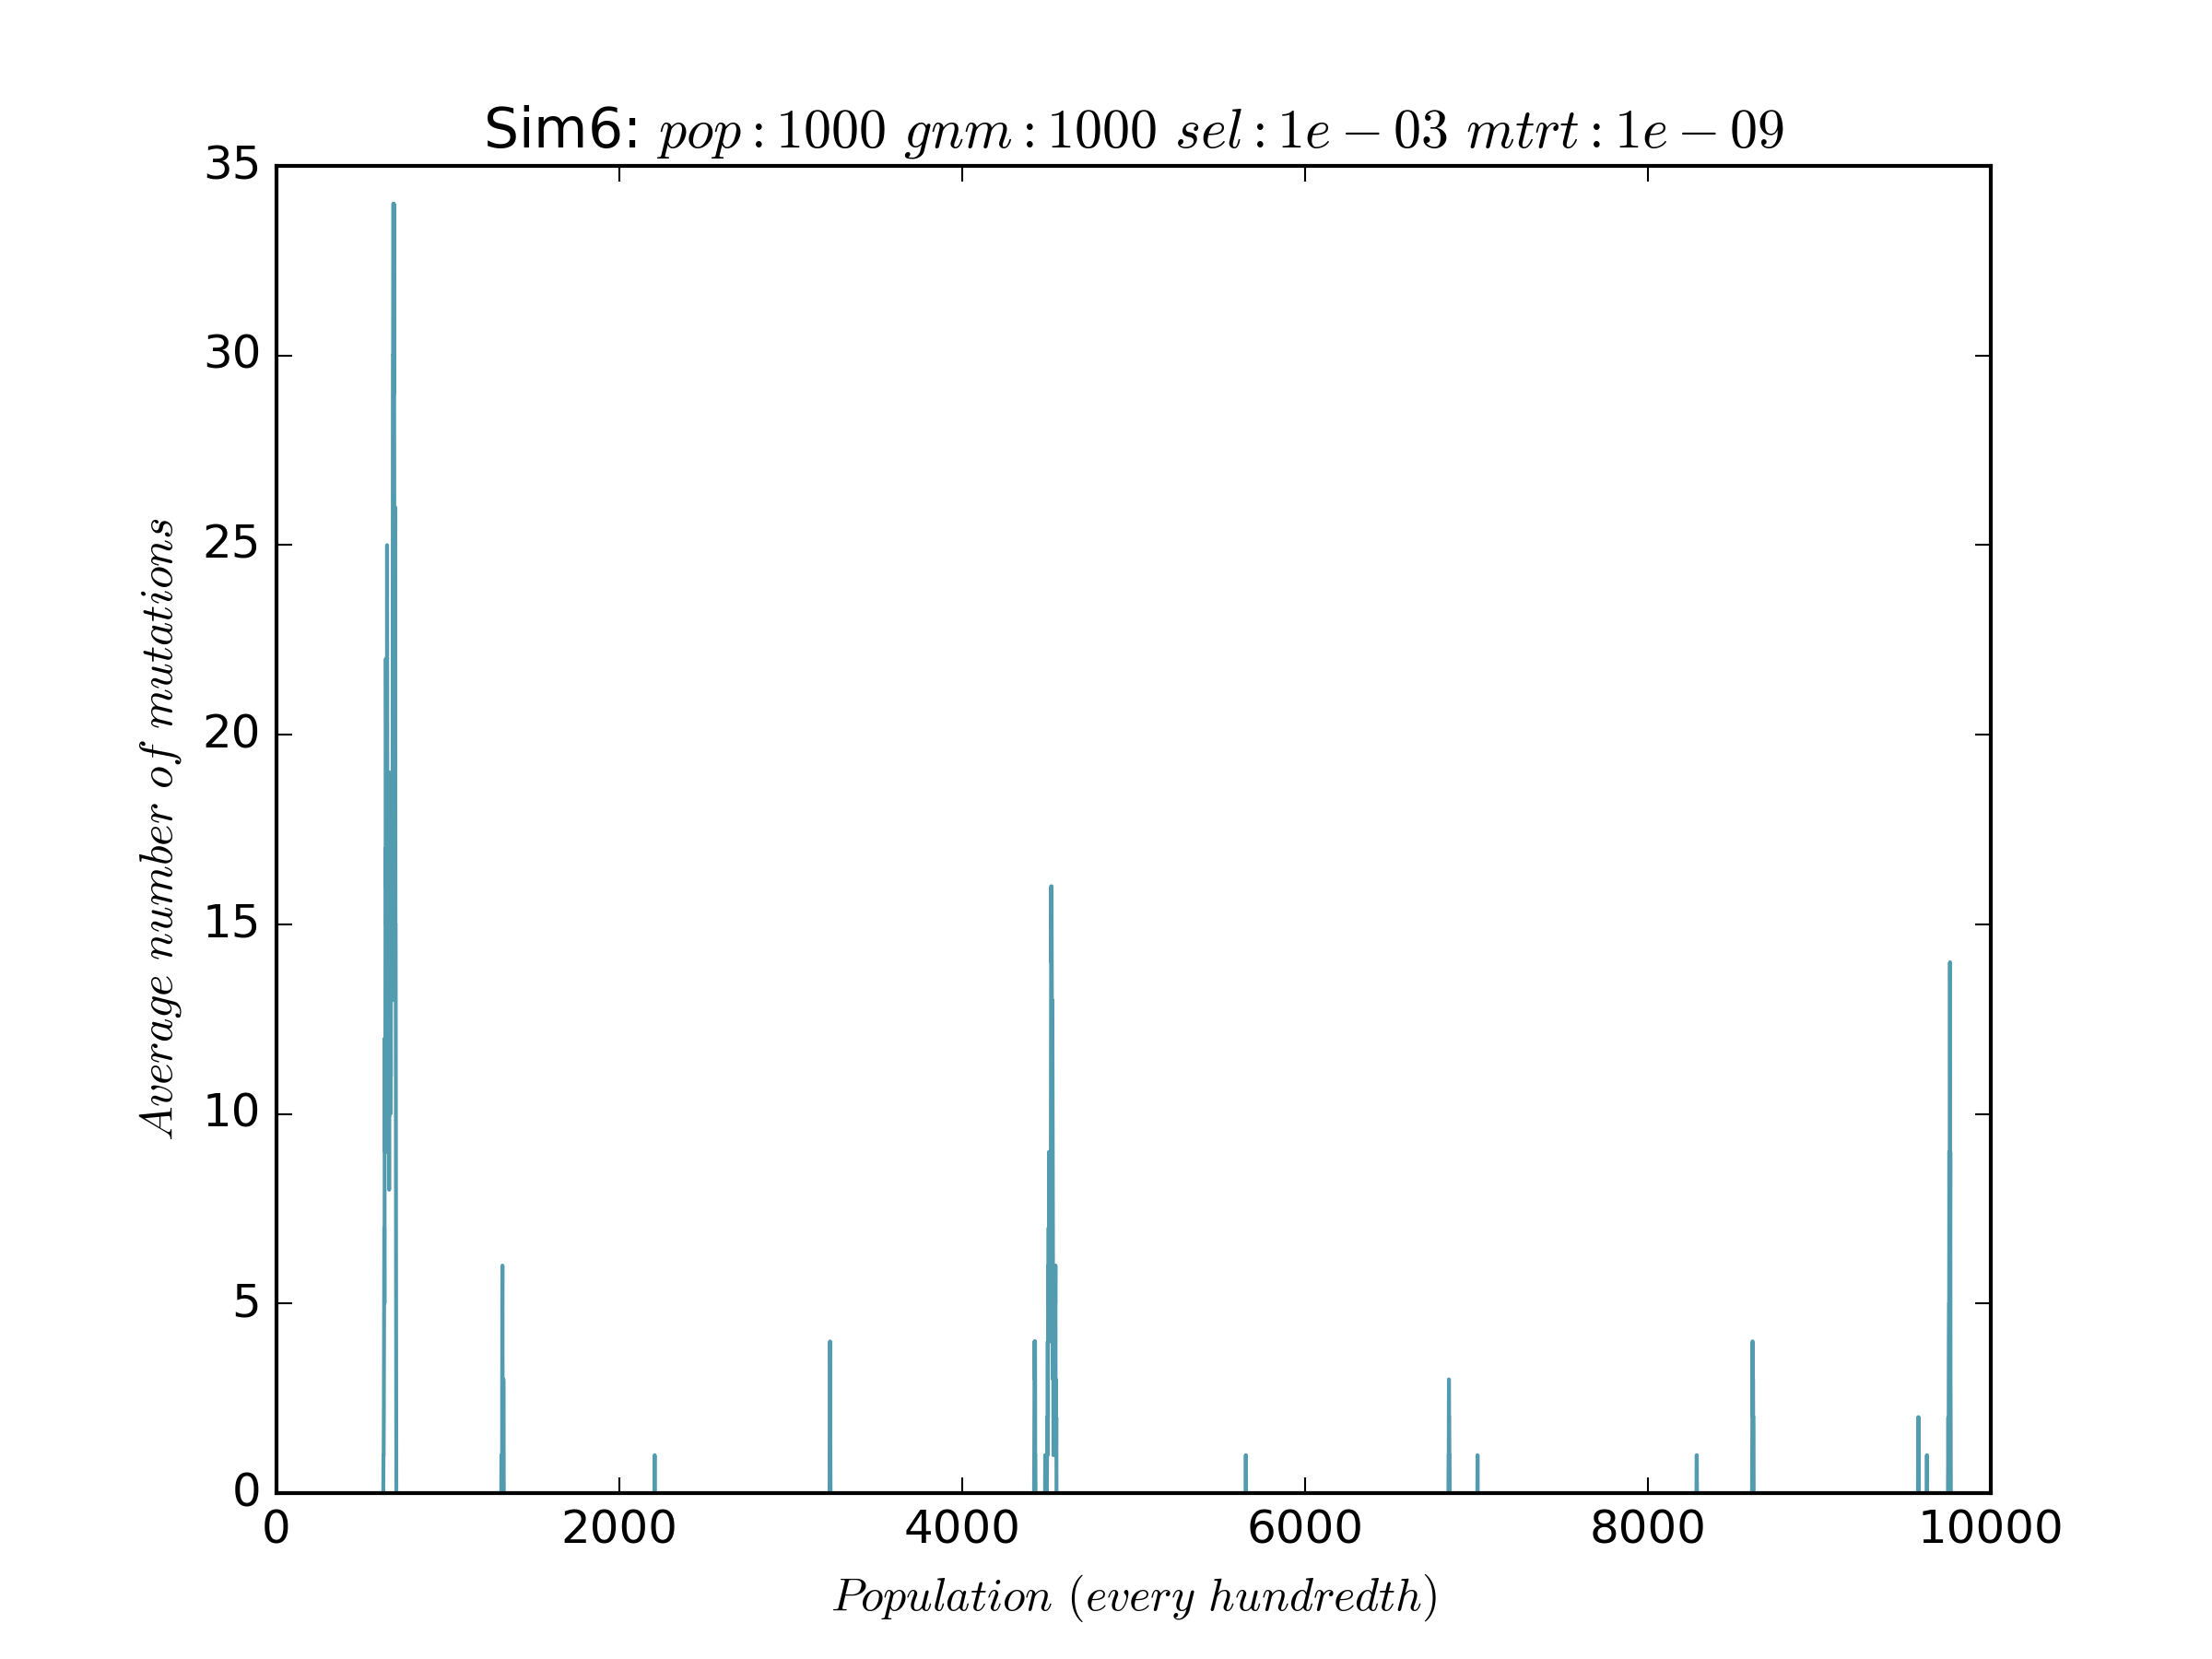 Sim6: pop : 1000 gnm : 1000 sel : 1e − 03 mtrt : 1e − 09
35
30
25
20
15
10
5
0
Average number of mutations
0 2000 4000 6000 8000 10000
Population (every hundredth)